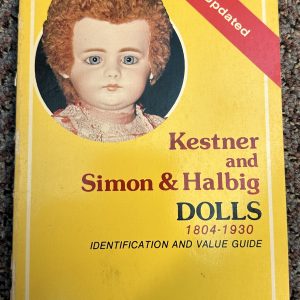 Updated
Kestner
and
Simon & Halbig
DOLLS
1804-1930
IDENTIFICATION AND VALUE GUIDE